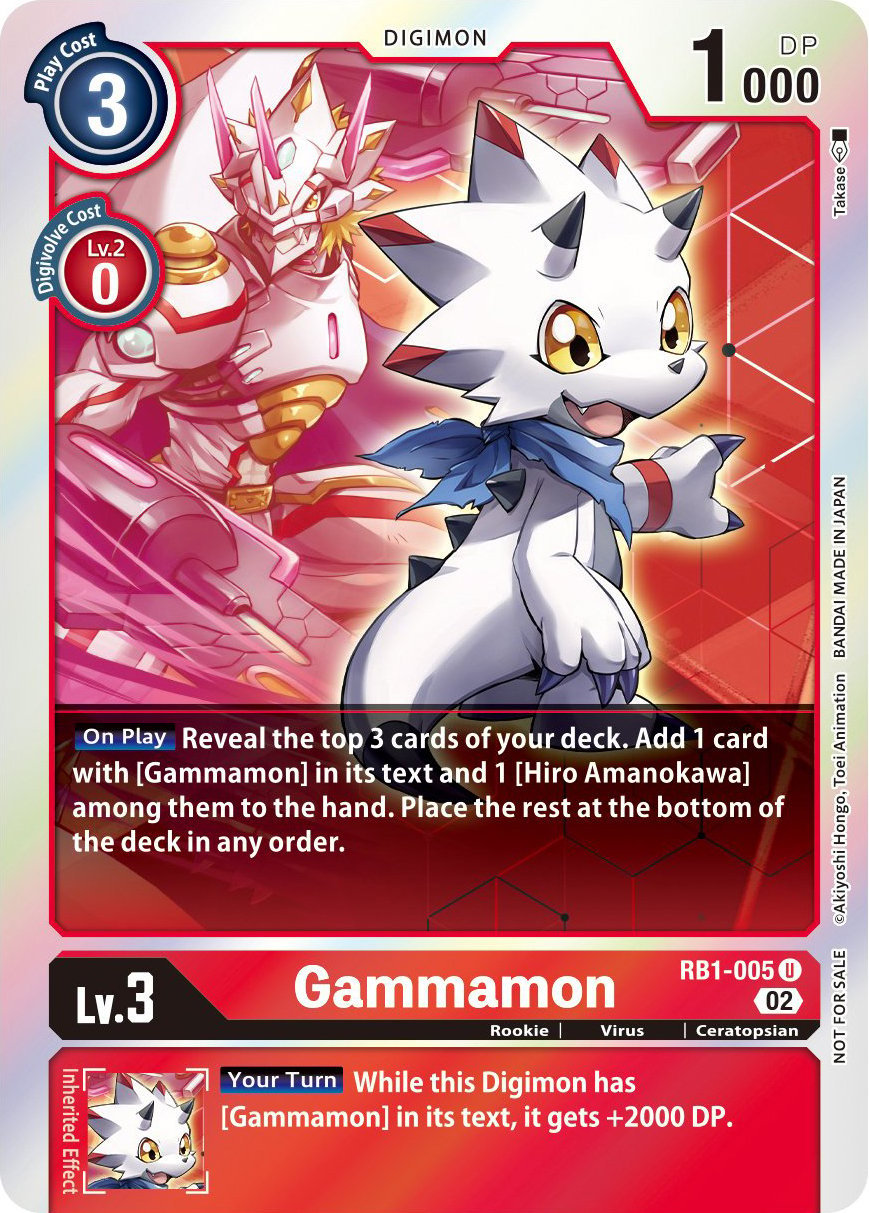 DIGIMON
Play Cost
3
DP
1000
Digivolve Cost
Lv.2
0
Takase
BANDAI MADE IN JAPAN
©Akiyoshi Hongo, Toei Animation
NOT FOR SALE
On Play Reveal the top 3 cards of your deck. Add 1 card
with [Gammamon] in its text and 1 [Hiro Amanokawa]
among them to the hand. Place the rest at the bottom of
the deck in any order.
Lv.3
Gammamon
RB1-005 U
02
Rookie | Virus | Ceratopsian
Inherited Effect
Your Turn While this Digimon has
[Gammamon] in its text, it gets +2000 DP.